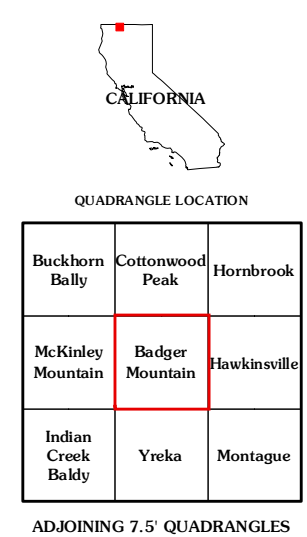 CALIFORNIA
QUADRANGLE LOCATION
Buckhorn
Bally
Cottonwood
Peak
Hornbrook
McKinley
Mountain
Badger
Mountain
Hawkinsville
Indian
Creek
Baldy
Yreka
Montague
ADJOINING 7.5' QUADRANGLES